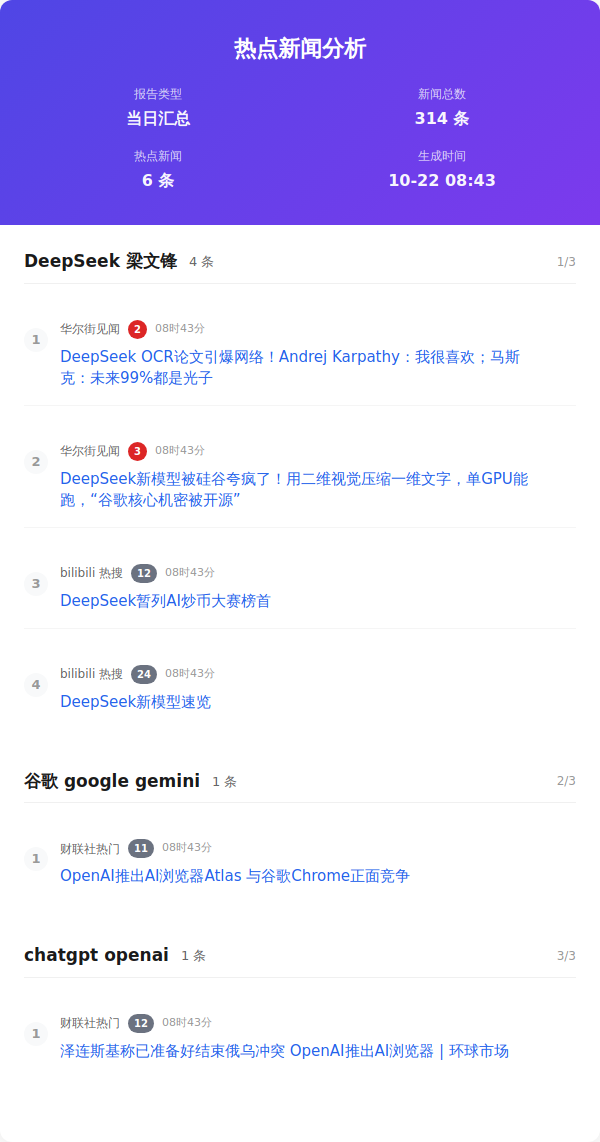 热点新闻分析
报告类型
新闻总数
当日汇总
314 条
热点新闻
生成时间
6 条
10-22 08:43
DeepSeek 梁文锋 4 条 1/3
1
华尔街见闻 2 08时43分
DeepSeek OCR论文引爆网络！Andrej Karpathy：我很喜欢；马斯
克：未来99%都是光子
2
华尔街见闻 3 08时43分
DeepSeek新模型被硅谷夸疯了！用二维视觉压缩一维文字，单GPU能
跑，“谷歌核心机密被开源”
3
bilibili 热搜 12 08时43分
DeepSeek暂列AI炒币大赛榜首
4
bilibili 热搜 24 08时43分
DeepSeek新模型速览
谷歌 google gemini 1 条 2/3
1
财联社热门 11 08时43分
OpenAI推出AI浏览器Atlas 与谷歌Chrome正面竞争
chatgpt openai 1 条 3/3
1
财联社热门 12 08时43分
泽连斯基称已准备好结束俄乌冲突 OpenAI推出AI浏览器 | 环球市场